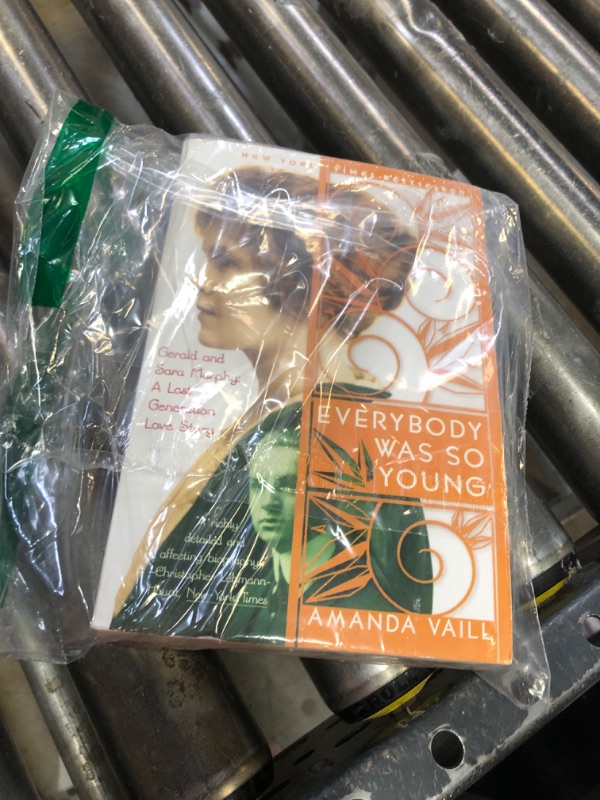 NEW YORK TIMES BESTSELLER
Gerald and
Sara Murphy:
A Lost
Generation
Love Story
EVERYBODY
WAS SO
YOUNG
"A richly
detailed and
affecting biography."
-Christopher Lehmann-
Haupt, New York Times
AMANDA VAILL